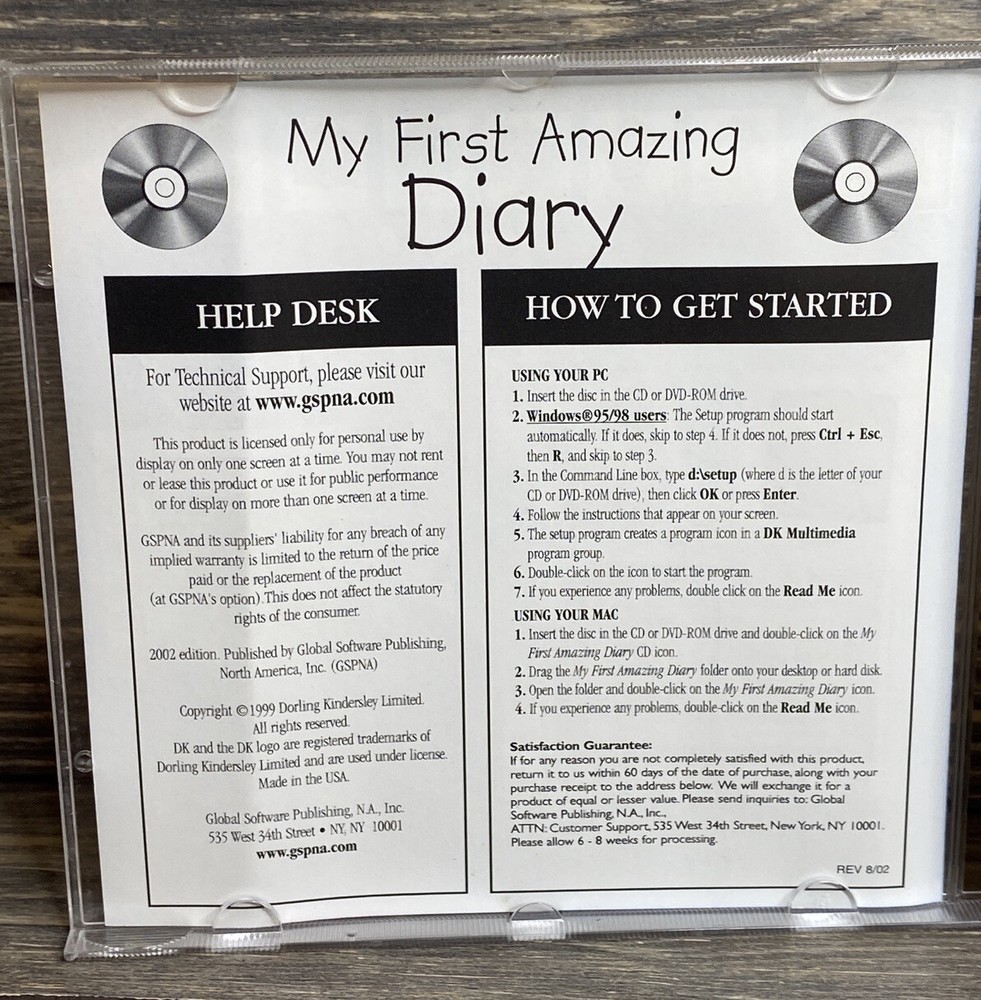 My First Amazing
Diary
HELP DESK
For Technical Support, please visit our
website at www.gspna.com
This product is licensed only for personal use by
display on only one screen at a time. You may not rent
or lease this product or use it for public performance
or for display on more than one screen at a time.
GSPNA and its suppliers' liability for any breach of any
implied warranty is limited to the return of the price
paid or the replacement of the product
(at GSPNA's option).This does not affect the statutory
rights of the consumer.
2002 edition. Published by Global Software Publishing,
North America, Inc. (GSPNA)
Copyright ©1999 Dorling Kindersley Limited.
All rights reserved.
DK and the DK logo are registered trademarks of
Dorling Kindersley Limited and are used under license.
Made in the USA.
Global Software Publishing, N.A., Inc.
535 West 34th Street • NY, NY 10001
www.gspna.com
HOW TO GET STARTED
USING YOUR PC
1. Insert the disc in the CD or DVD-ROM drive.
2. Windows®95/98 users: The Setup program should start
automatically. If it does, skip to step 4. If it does not, press Ctrl + Esc,
then R, and skip to step 3.
3. In the Command Line box, type d:\setup (where d is the letter of your
CD or DVD-ROM drive), then click OK or press Enter.
4. Follow the instructions that appear on your screen.
5. The setup program creates a program icon in a DK Multimedia
program group.
6. Double-click on the icon to start the program.
7. If you experience any problems, double click on the Read Me icon.
USING YOUR MAC
1. Insert the disc in the CD or DVD-ROM drive and double-click on the My
First Amazing Diary CD icon.
2. Drag the My First Amazing Diary folder onto your desktop or hard disk.
3. Open the folder and double-click on the My First Amazing Diary icon.
4. If you experience any problems, double-click on the Read Me icon.
Satisfaction Guarantee:
If for any reason you are not completely satisfied with this product,
return it to us within 60 days of the date of purchase, along with your
purchase receipt to the address below. We will exchange it for a
product of equal or lesser value. Please send inquiries to: Global
Software Publishing, N.A., Inc.,
ATTN: Customer Support, 535 West 34th Street, New York, NY 10001.
Please allow 6 - 8 weeks for processing.
REV 8/02